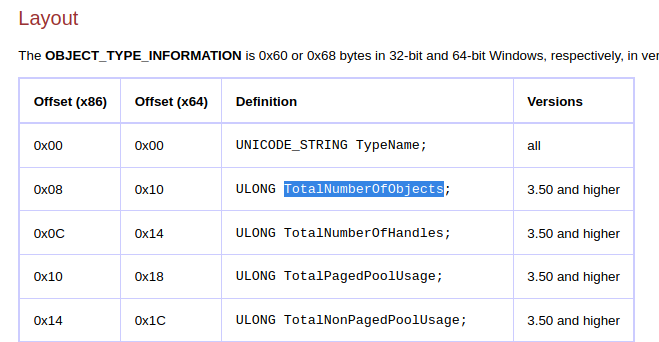 Layout
The OBJECT_TYPE_INFORMATION is 0x60 or 0x68 bytes in 32-bit and 64-bit Windows, respectively, in ver
Offset (x86) Offset (x64) Definition Versions
0x00 0x00 UNICODE_STRING TypeName; all
0x08 0x10 ULONG TotalNumberOfObjects; 3.50 and higher
0x0C 0x14 ULONG TotalNumberOfHandles; 3.50 and higher
0x10 0x18 ULONG TotalPagedPoolUsage; 3.50 and higher
0x14 0x1C ULONG TotalNonPagedPoolUsage; 3.50 and higher